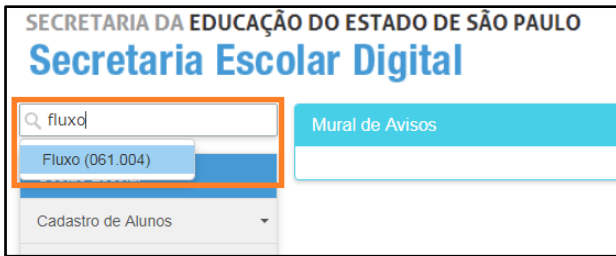 SECRETARIA DA EDUCAÇÃO DO ESTADO DE SÃO PAULO
Secretaria Escolar Digital
fluxo
Mural de Avisos
Fluxo (061.004)
Cadastro de Alunos